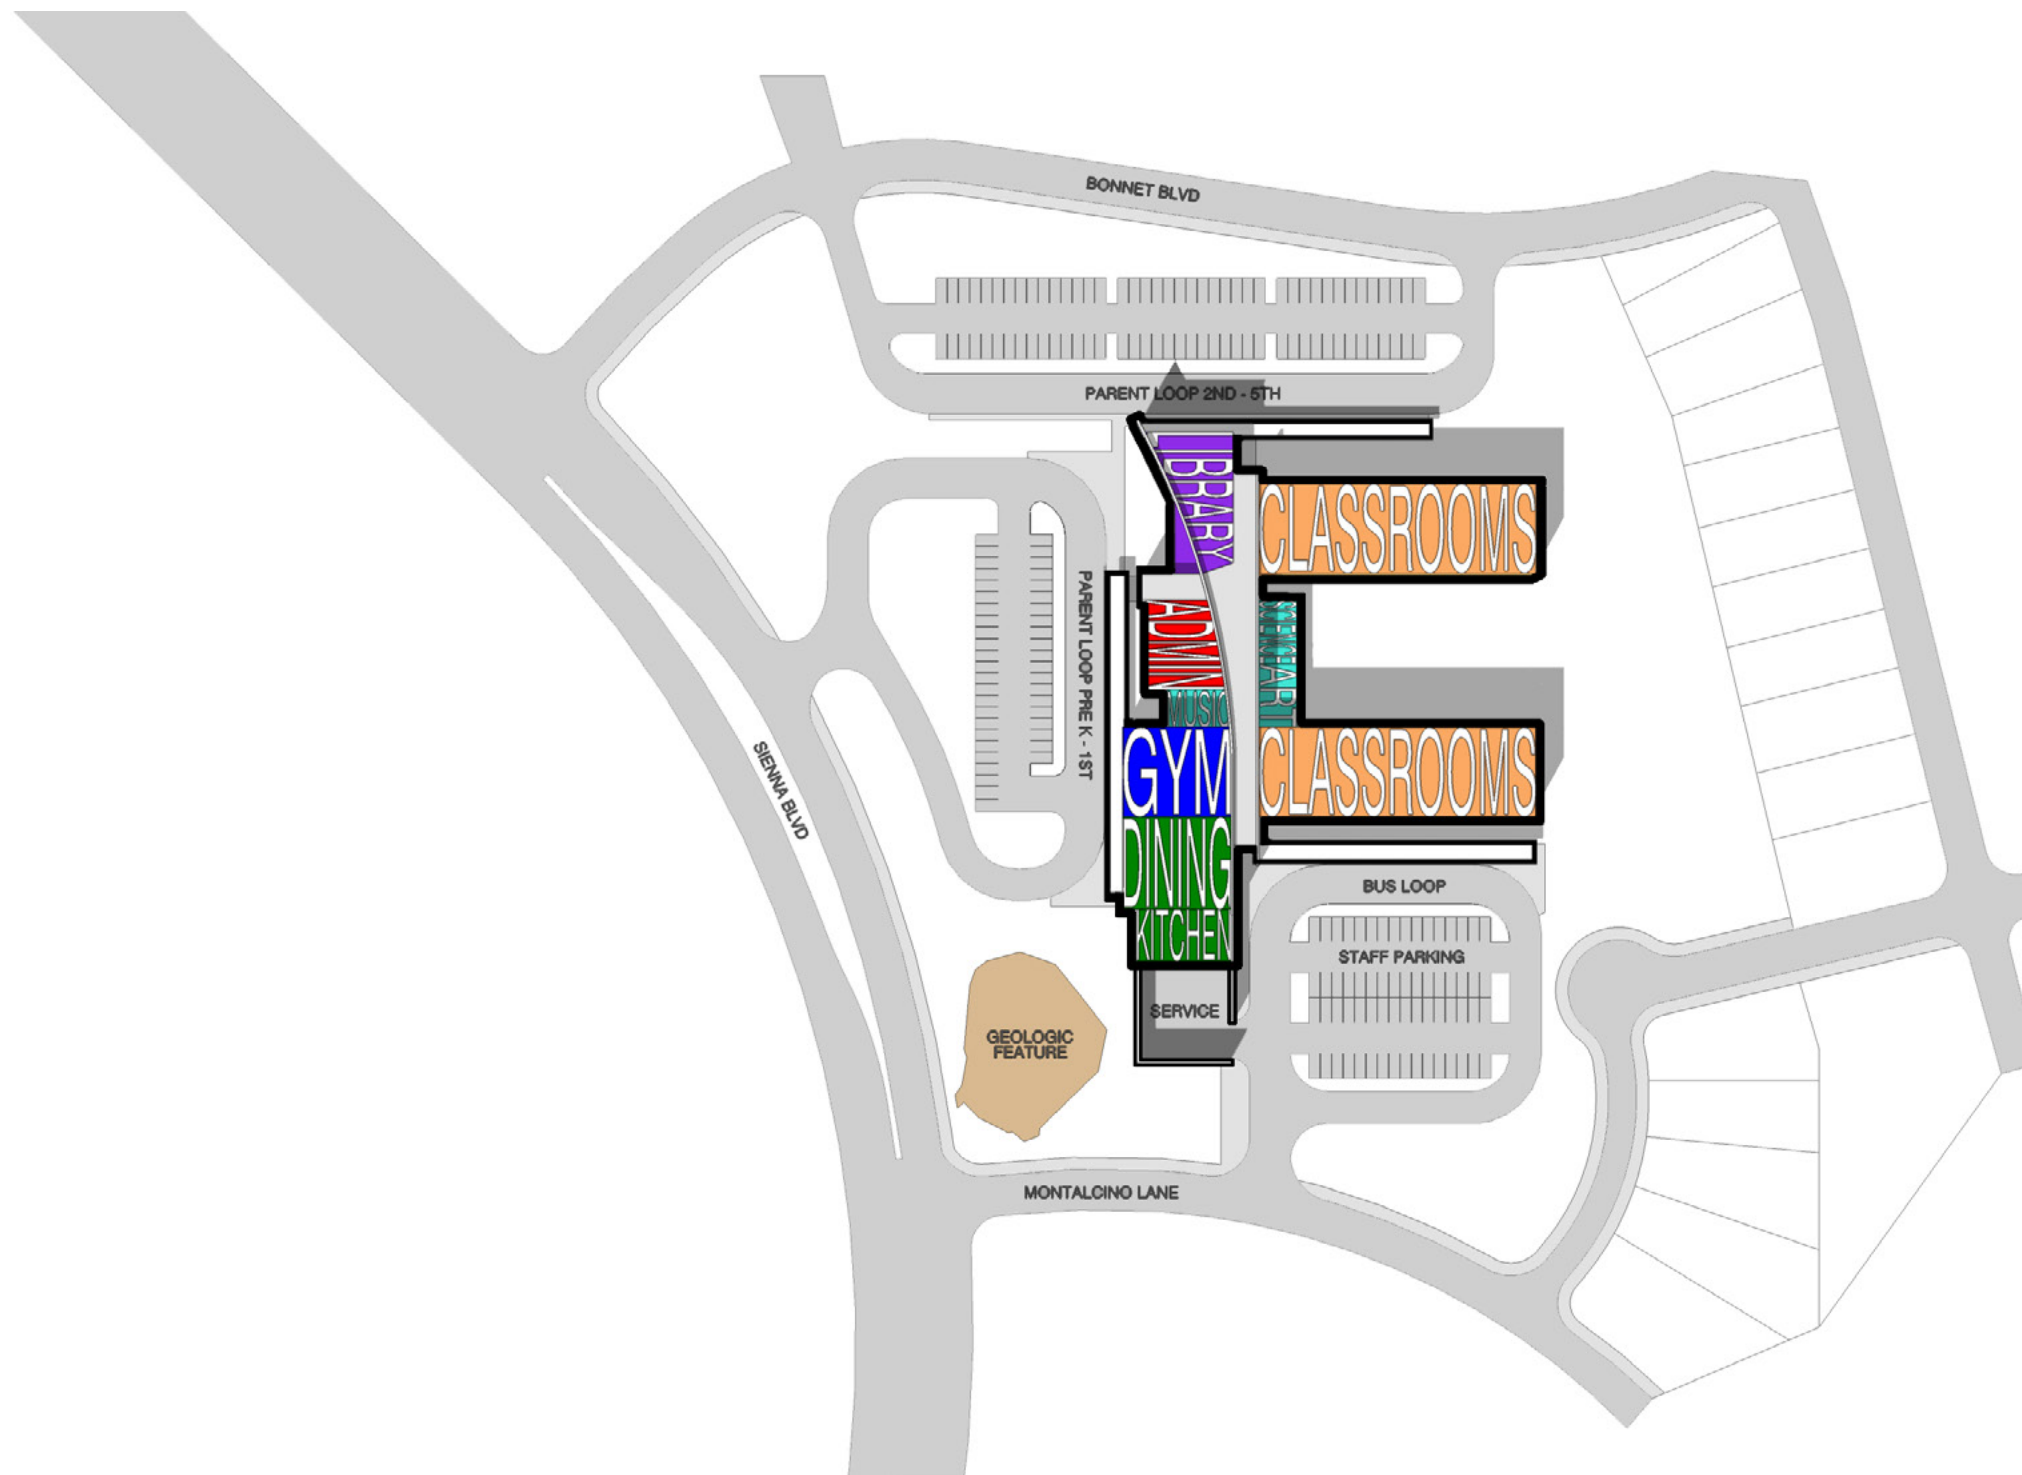 BONNET BLVD
PARENT LOOP 2ND - 5TH
LIBRARY
CLASSROOMS
PARENT LOOP PRE K - 1ST
ADMIN
SCIENCE
ART
MUSIC
SIENNA BLVD
GYM
CLASSROOMS
DINING
BUS LOOP
KITCHEN
STAFF PARKING
SERVICE
GEOLOGIC
FEATURE
MONTALCINO LANE